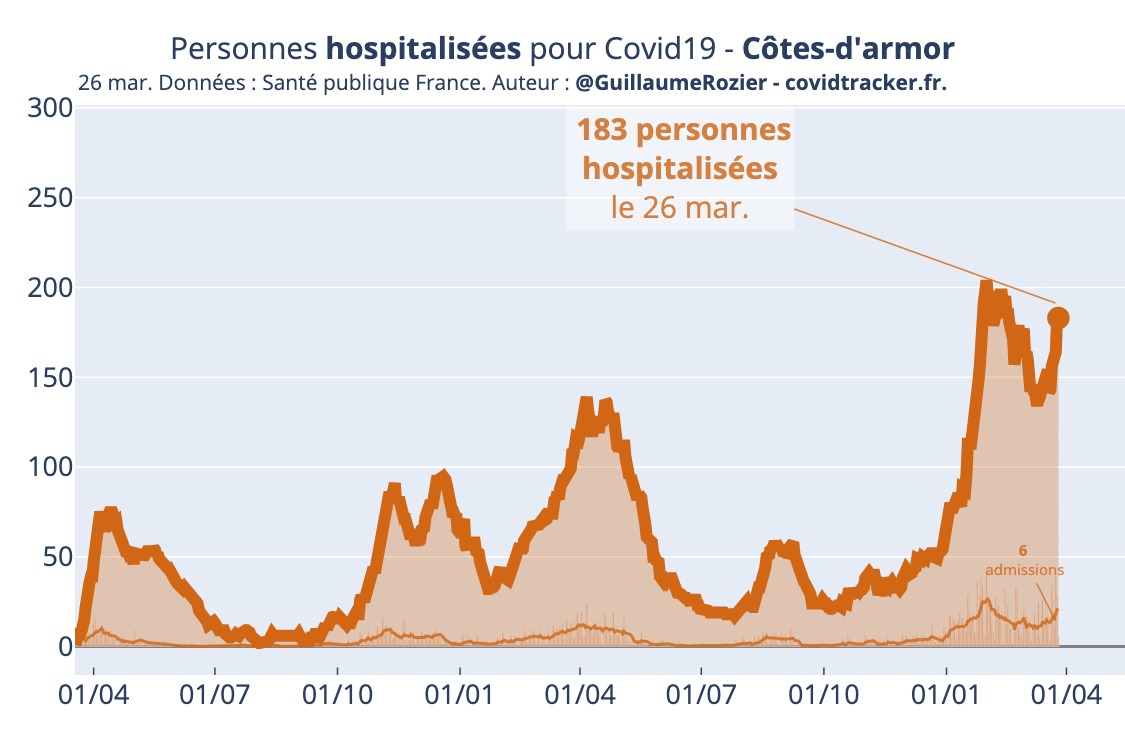 Personnes hospitalisées pour Covid19 - Côtes-d'armor
26 mar. Données : Santé publique France. Auteur : @GuillaumeRozier - covidtracker.fr.
300
183 personnes
hospitalisées
le 26 mar.
250
200
150
100
50
6
admissions
0
01/04 01/07 01/10 01/01 01/04 01/07 01/10 01/01 01/04